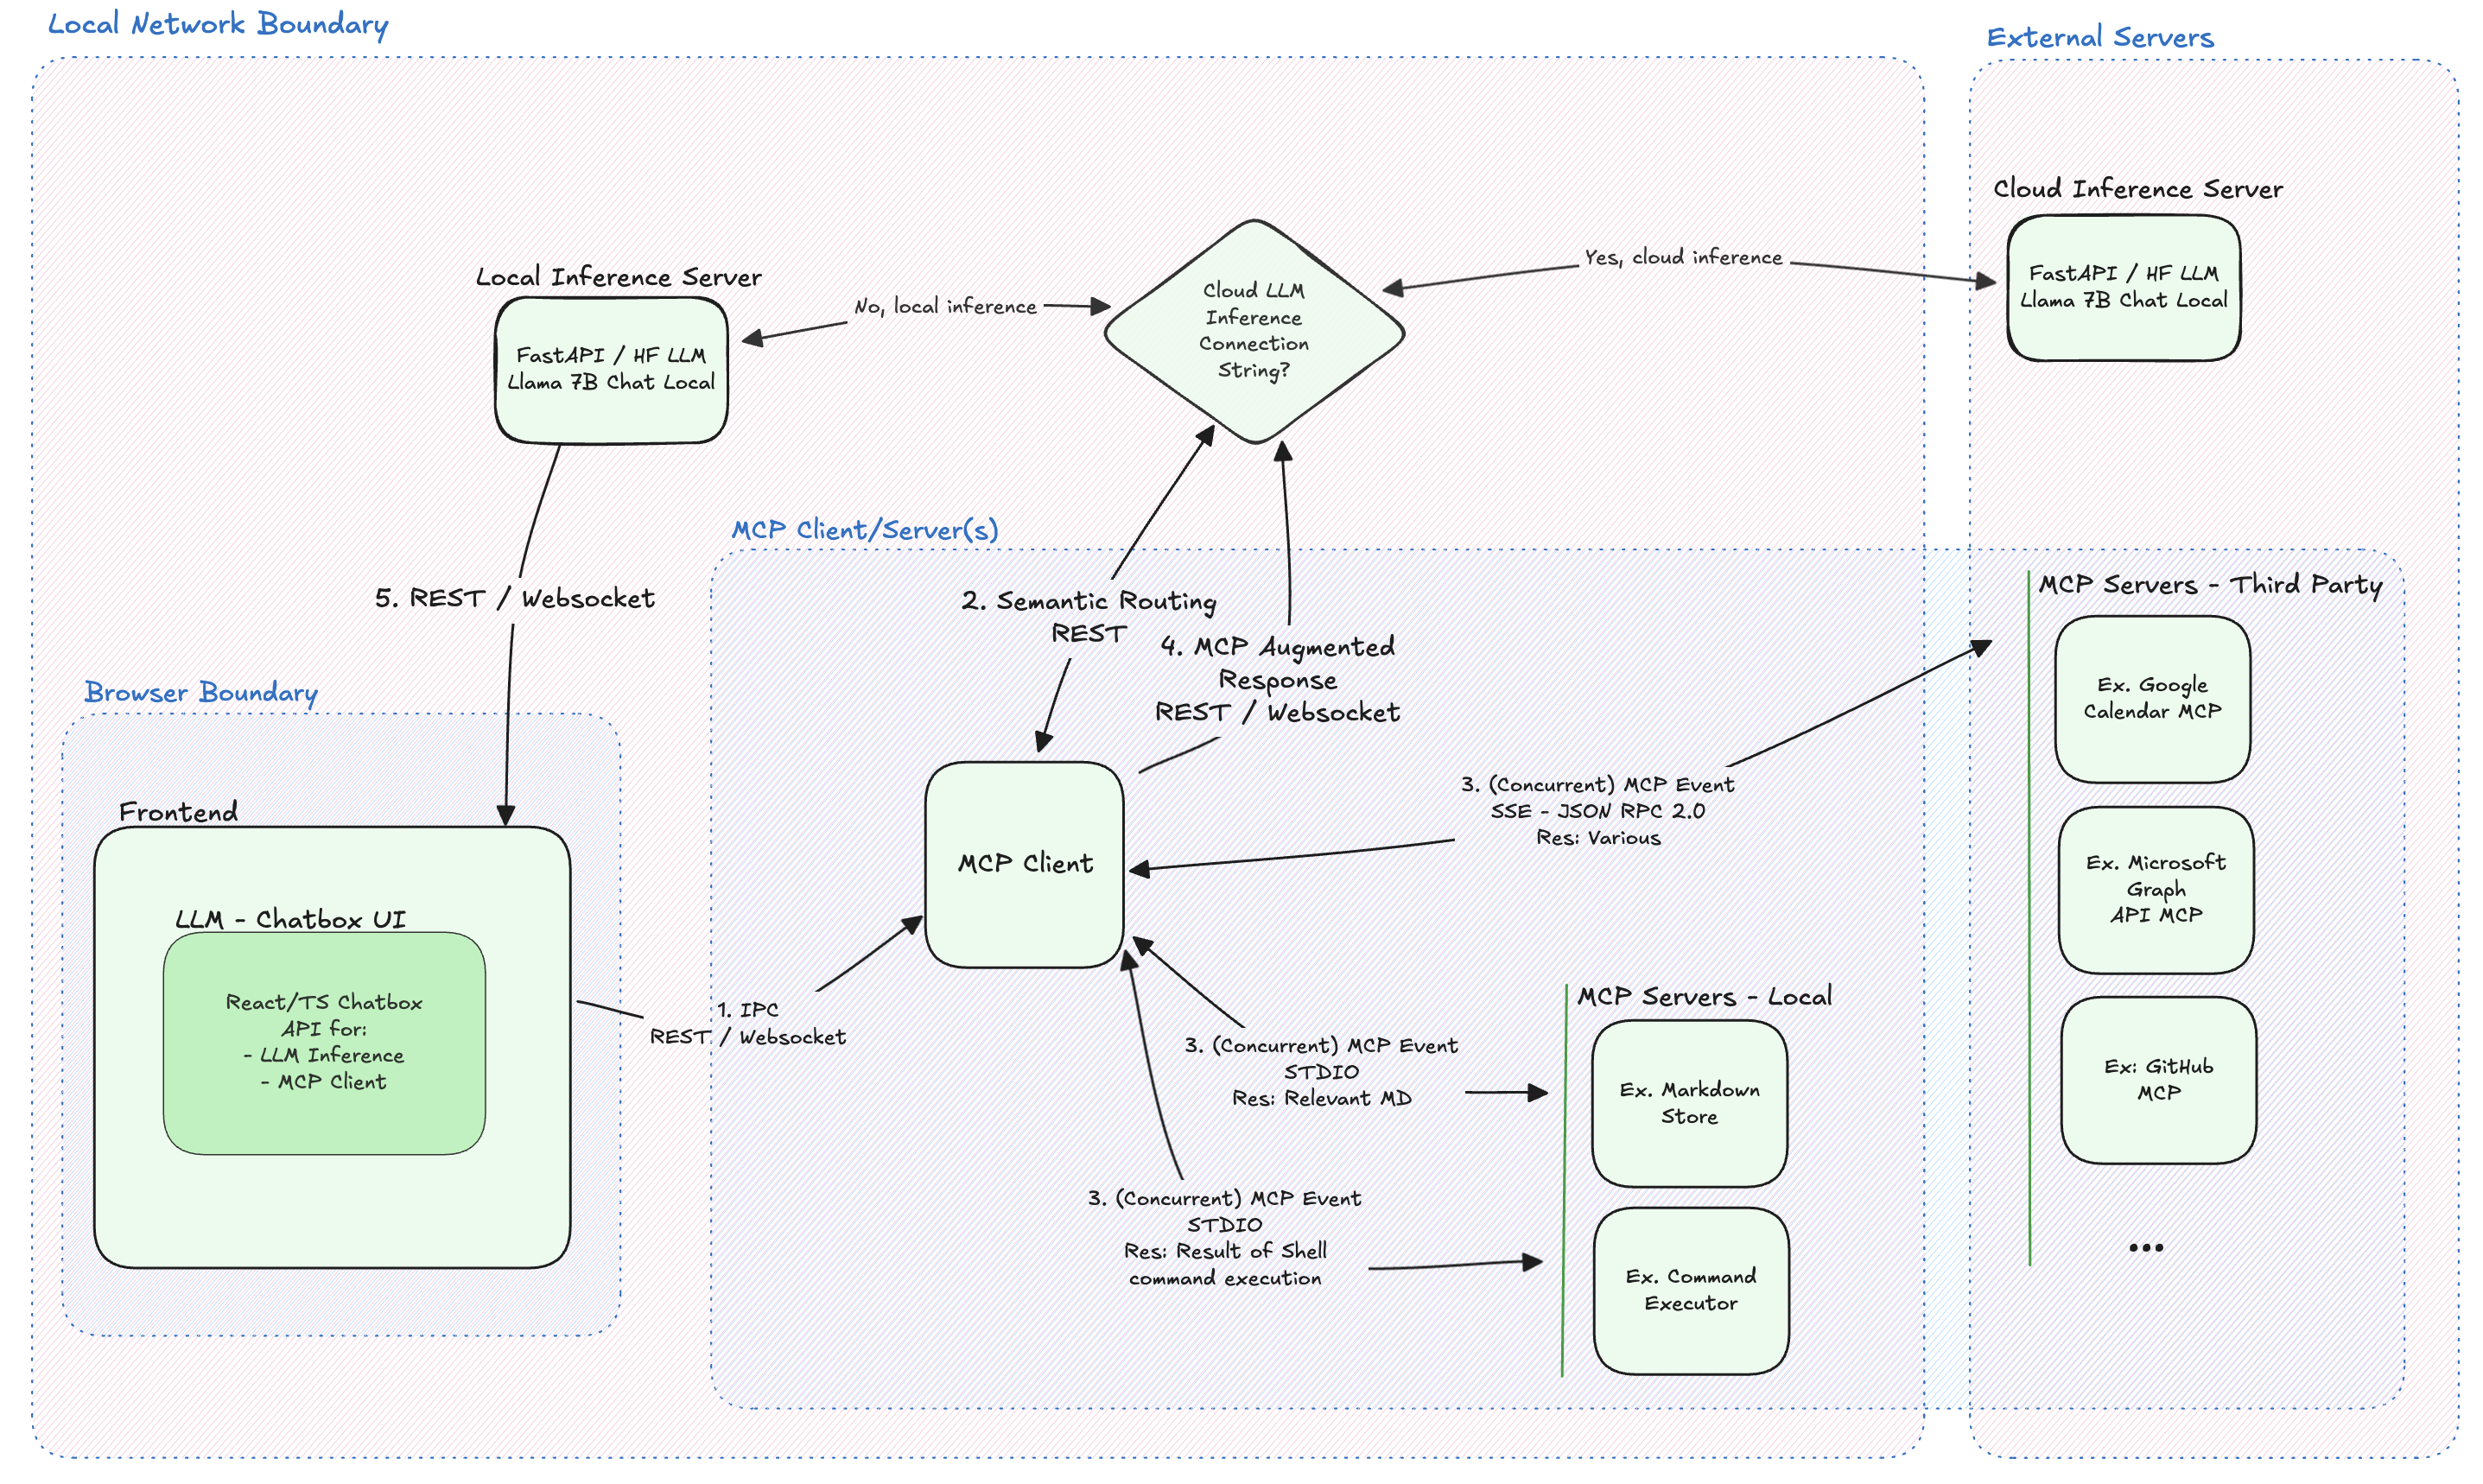 Local Network Boundary
External Servers
Cloud Inference Server
FastAPI / HF LLM
Llama 7B Chat Local
Yes, cloud inference
Cloud LLM
Inference
Connection
String?
No, local inference
Local Inference Server
FastAPI / HF LLM
Llama 7B Chat Local
5. REST / Websocket
MCP Client/Server(s)
2. Semantic Routing
REST
4. MCP Augmented
Response
REST / Websocket
MCP Servers - Third Party
Ex. Google
Calendar MCP
Ex. Microsoft
Graph
API MCP
Ex: GitHub
MCP
...
Browser Boundary
Frontend
LLM - Chatbox UI
React/TS Chatbox
API for:
- LLM Inference
- MCP Client
1. IPC
REST / Websocket
MCP Client
3. (Concurrent) MCP Event
SSE - JSON RPC 2.0
Res: Various
3. (Concurrent) MCP Event
STDIO
Res: Relevant MD
3. (Concurrent) MCP Event
STDIO
Res: Result of Shell
command execution
MCP Servers - Local
Ex. Markdown
Store
Ex. Command
Executor